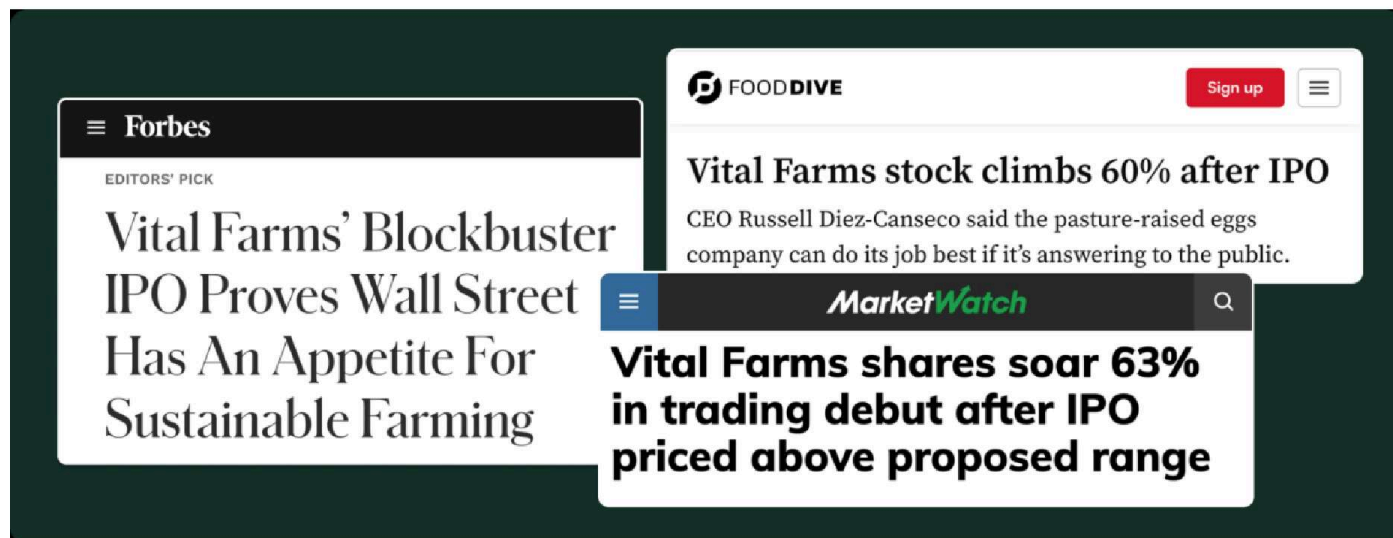 Forbes
EDITORS' PICK
Vital Farms’ Blockbuster
IPO Proves Wall Street
Has An Appetite For
Sustainable Farming
FOODDIVE
Sign up
Vital Farms stock climbs 60% after IPO
CEO Russell Diez-Canseco said the pasture-raised eggs
company can do its job best if it’s answering to the public.
MarketWatch
Vital Farms shares soar 63%
in trading debut after IPO
priced above proposed range